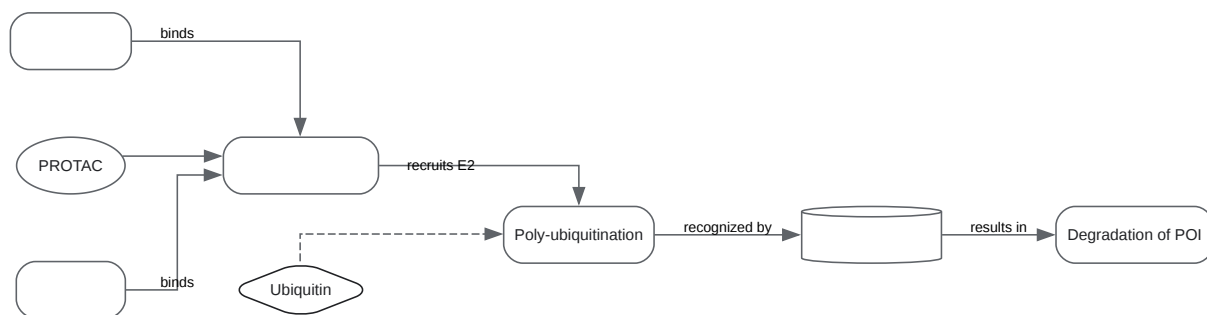 binds
PROTAC
recruits E2
Poly-ubiquitination
recognized by
results in
Degradation of POI
binds
Ubiquitin